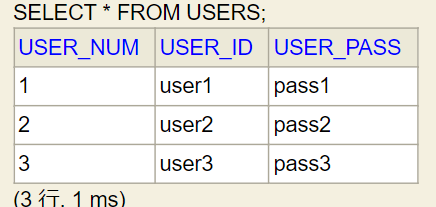 SELECT * FROM USERS;
USER_NUM USER_ID USER_PASS
1 user1 pass1
2 user2 pass2
3 user3 pass3
(3 行, 1 ms)